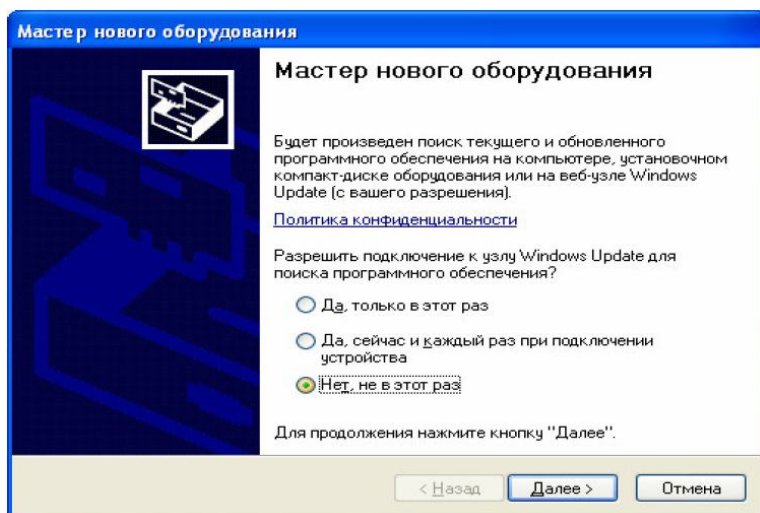 Мастер нового оборудования
Мастер нового оборудования
Будет произведен поиск текущего и обновленного
программного обеспечения на компьютере, установочном
компакт-диске оборудования или на веб-узле Windows
Update (с вашего разрешения).
Политика конфиденциальности
Разрешить подключение к узлу Windows Update для
поиска программного обеспечения?
Да, только в этот раз
Да, сейчас и каждый раз при подключении
устройства
Нет, не в этот раз
Для продолжения нажмите кнопку "Далее".
< Назад Далее > Отмена